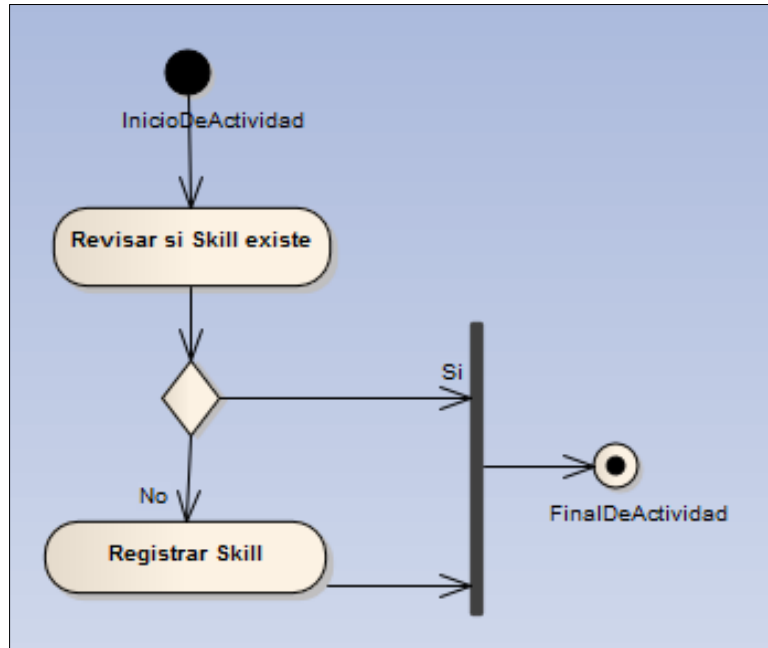 InicioDeActividad
Revisar si Skill existe
Si
No
Registrar Skill
FinalDeActividad